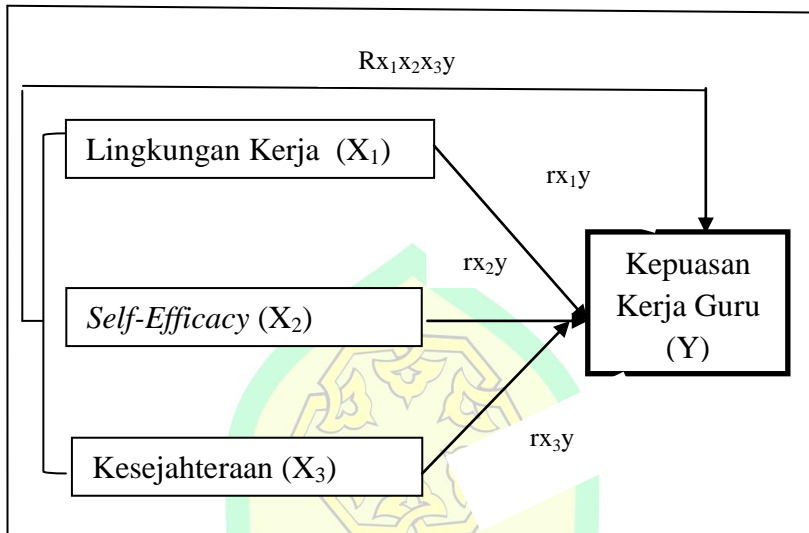 Rx₁x₂x₃y
Lingkungan Kerja (X₁)
rx₁y
rx₂y
Self-Efficacy (X₂)
Kepuasan
Kerja Guru
(Y)
rx₃y
Kesejahteraan (X₃)